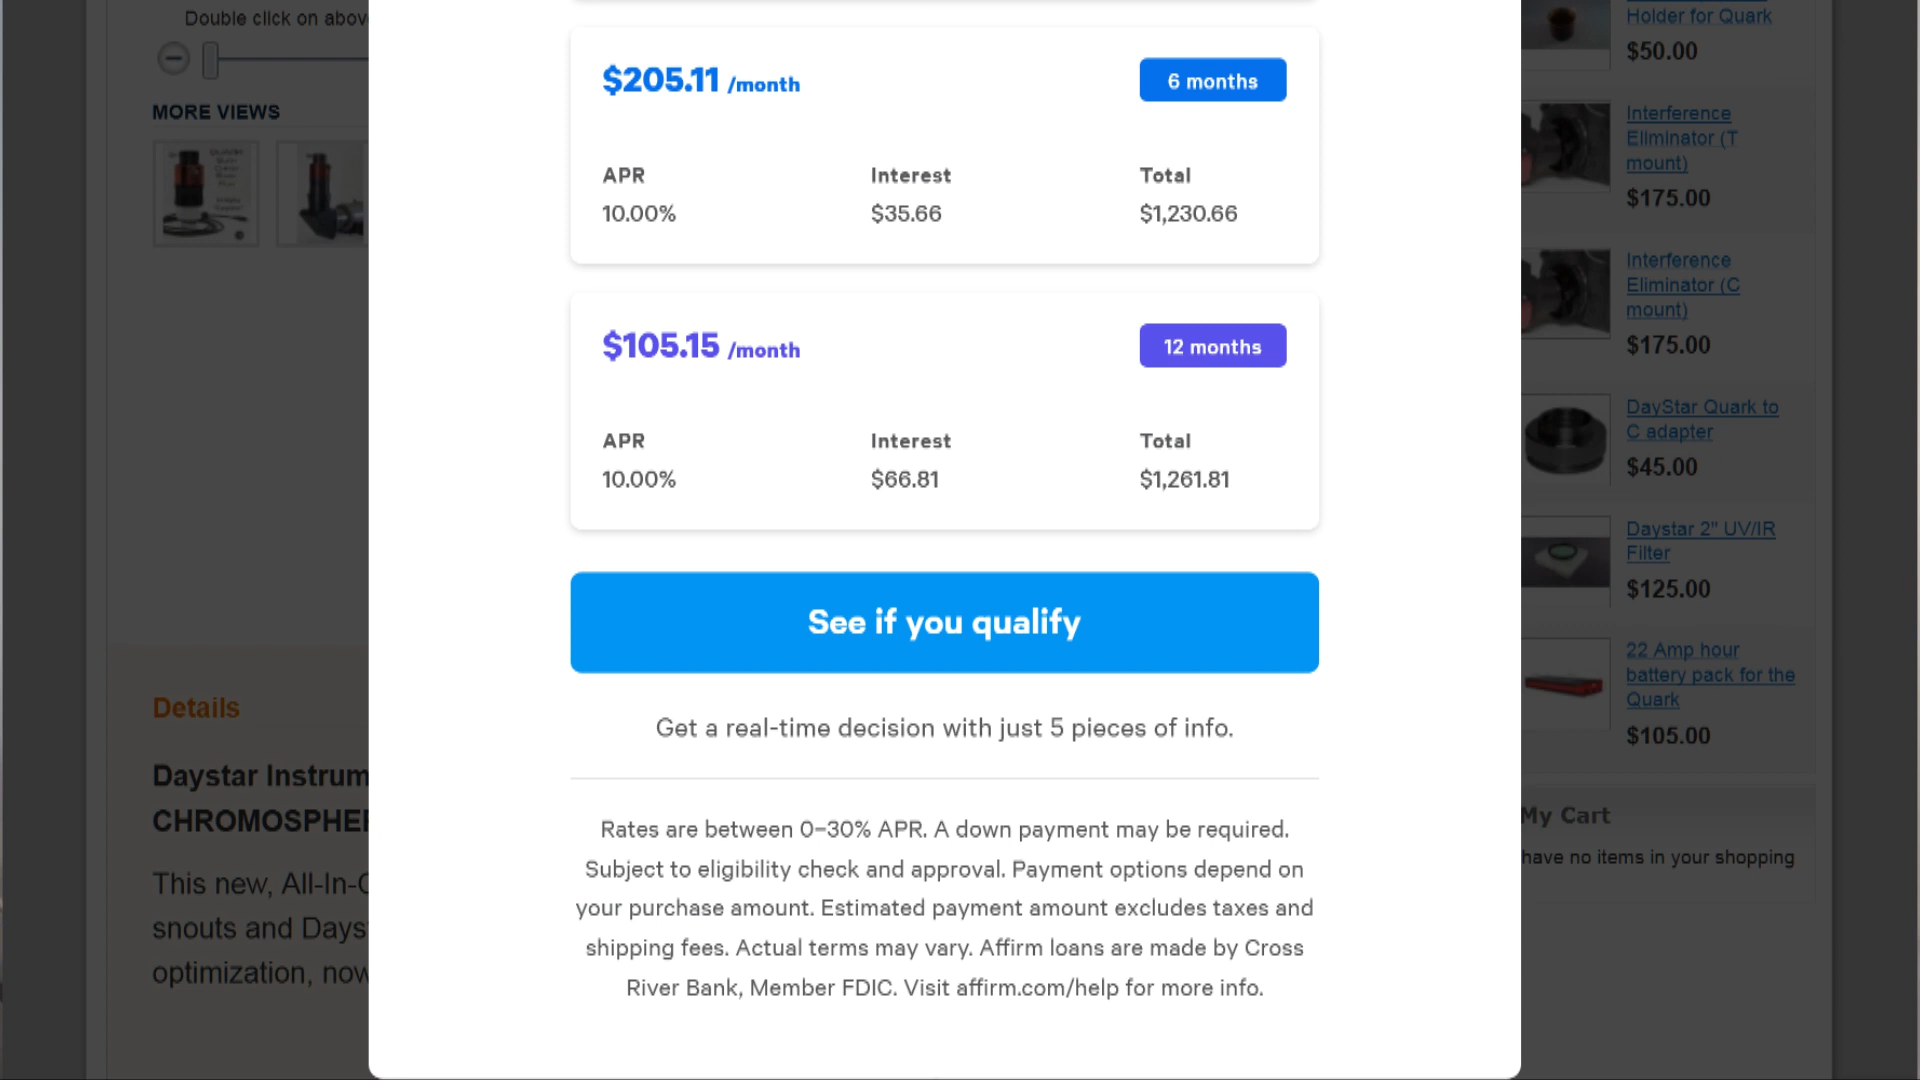 Double click on abov
MORE VIEWS
$205.11 /month
6 months
APR
Interest
Total
10.00%
$35.66
$1,230.66
$105.15 /month
12 months
APR
Interest
Total
10.00%
$66.81
$1,261.81
See if you qualify
Get a real-time decision with just 5 pieces of info.
Rates are between 0–30% APR. A down payment may be required.
Subject to eligibility check and approval. Payment options depend on
your purchase amount. Estimated payment amount excludes taxes and
shipping fees. Actual terms may vary. Affirm loans are made by Cross
River Bank, Member FDIC. Visit affirm.com/help for more info.
Details
Daystar Instrum
CHROMOSPHE
This new, All-In-
snouts and Days
optimization, now
Holder for Quark
$50.00
Interference
Eliminator (T
mount)
$175.00
Interference
Eliminator (C
mount)
$175.00
DayStar Quark to
C adapter
$45.00
Daystar 2" UV/IR
Filter
$125.00
22 Amp hour
battery pack for the
Quark
$105.00
My Cart
have no items in your shopping